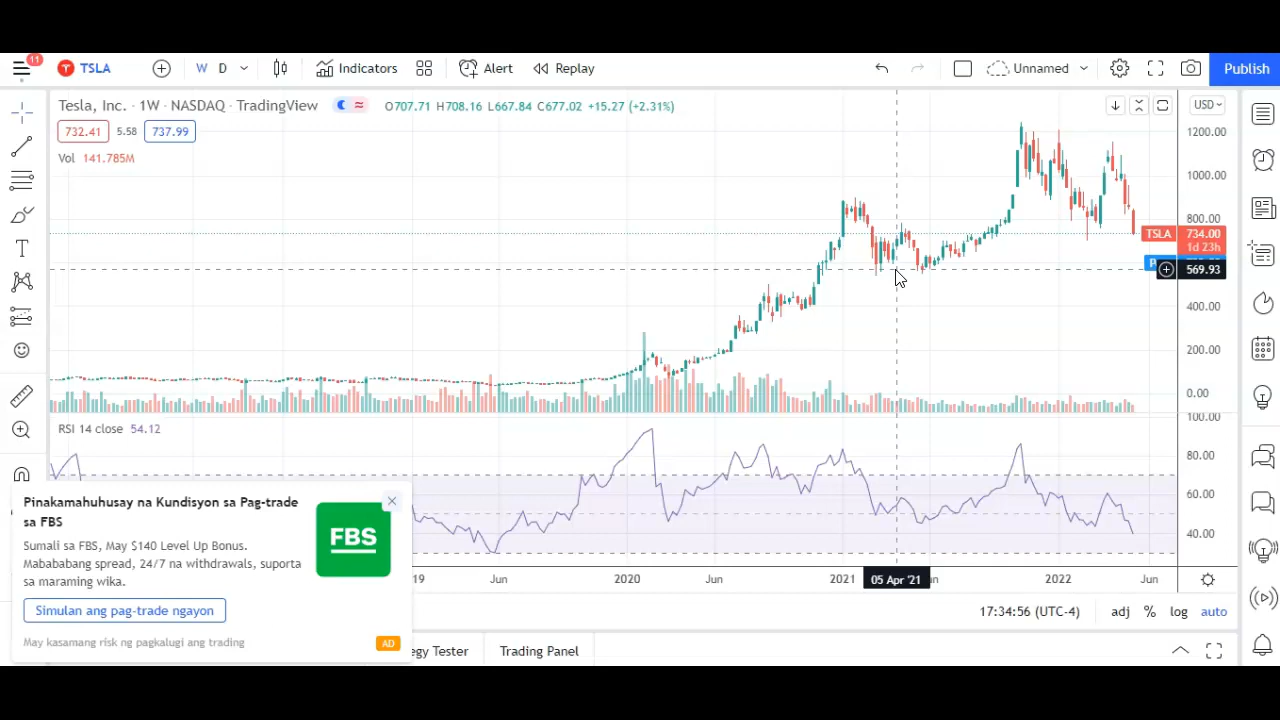 11
TSLA
W D
Indicators
Alert
Replay
Unnamed
Publish
Tesla, Inc. · 1W · NASDAQ · TradingView
O707.71 H708.16 L667.84 C677.02 +15.27 (+2.31%)
USD
732.41 5.58 737.99
Vol 141.785M
1200.00
1000.00
800.00
TSLA 734.00
1d 23h
569.93
400.00
200.00
0.00
100.00
RSI 14 close 54.12
80.00
60.00
40.00
Pinakamahuhusay na Kundisyon sa Pag-trade
sa FBS
FBS
Sumali sa FBS, May $140 Level Up Bonus.
Mabababang spread, 24/7 na withdrawals, suporta
sa maraming wika.
Simulan ang pag-trade ngayon
May kasamang risk ng pagkalugi ang trading
AD
19 Jun 2020 Jun 2021 05 Apr '21 2022 Jun
17:34:56 (UTC-4) adj % log auto
egy Tester Trading Panel